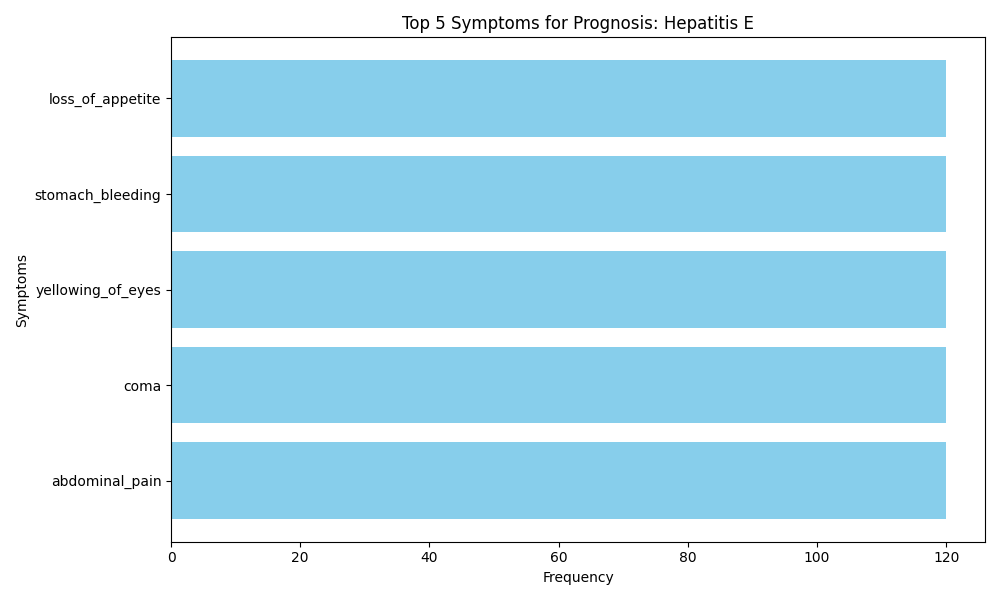 Top 5 Symptoms for Prognosis: Hepatitis E
Symptoms
loss_of_appetite
stomach_bleeding
yellowing_of_eyes
coma
abdominal_pain
0 20 40 60 80 100 120
Frequency